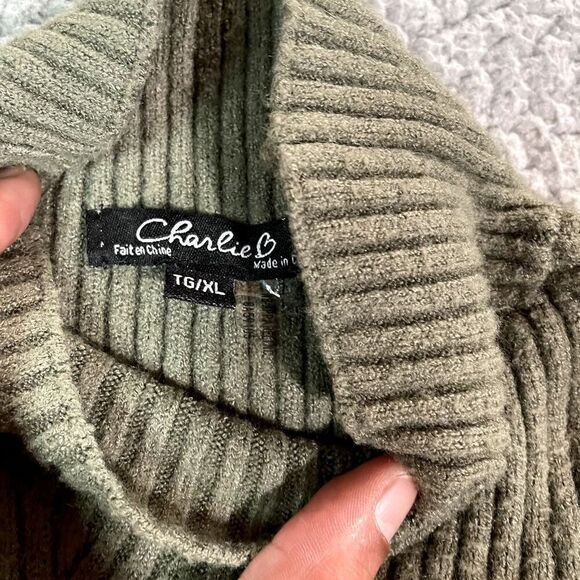 Charlie B
Fait en Chine
Made in C
TG/XL